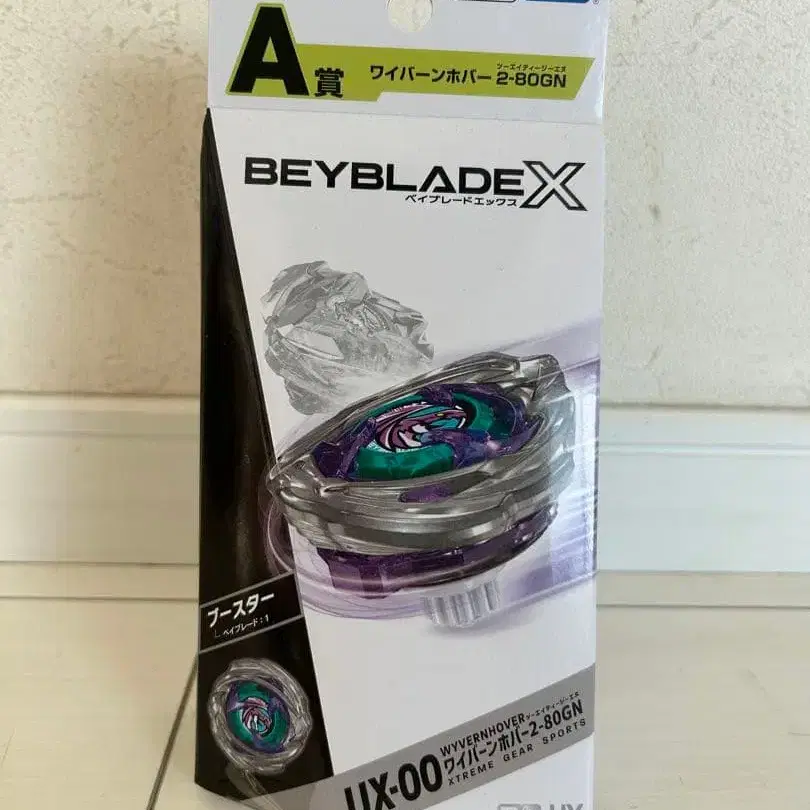 A賞
ツーエイティージーエヌ
ワイバーンホバー 2-80GN
BEYBLADE X
ベイブレードエックス
ブースター
ベイブレード:1
UX-00
WYVERNHOVER ツーエイティージーエヌ
ワイバーンホバー2-80GN
XTREME GEAR SPORTS
UX